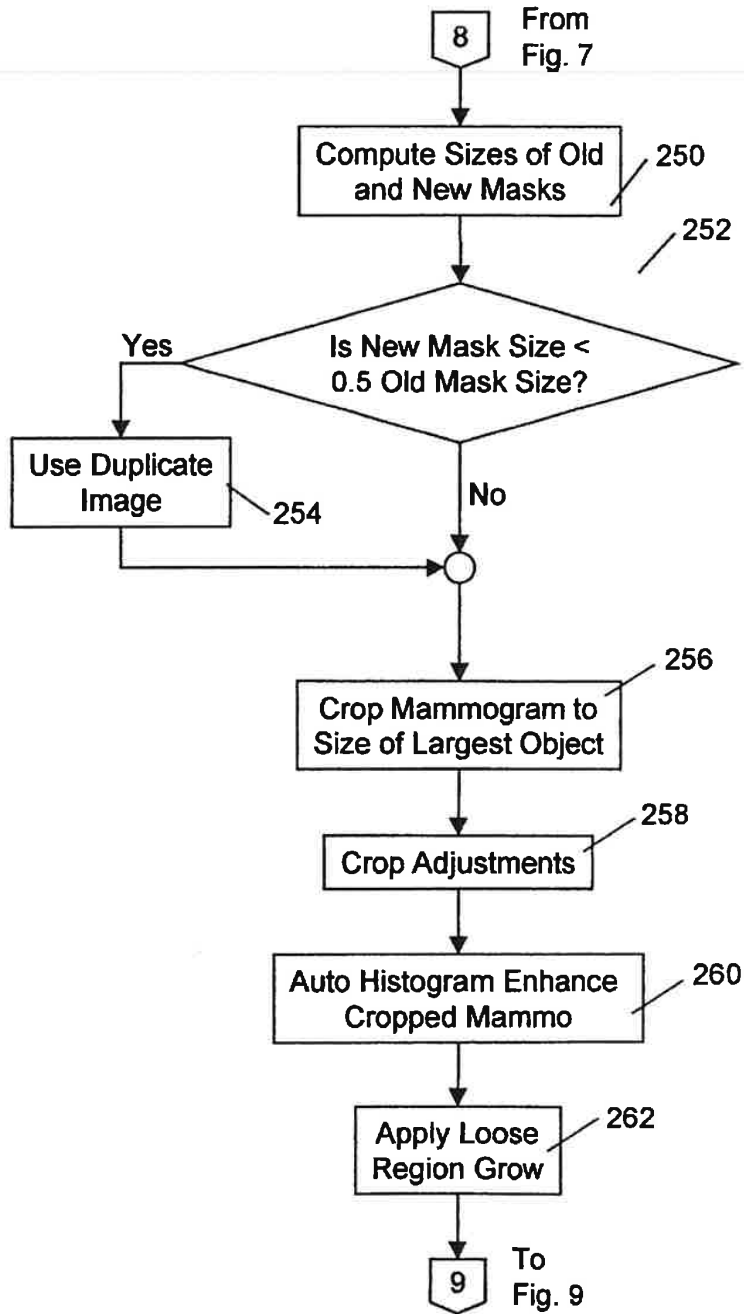 8
From
Fig. 7
Compute Sizes of Old
and New Masks
250
252
Is New Mask Size <
0.5 Old Mask Size?
Yes
No
Use Duplicate
Image
254
256
Crop Mammogram to
Size of Largest Object
258
Crop Adjustments
Auto Histogram Enhance
Cropped Mammo
260
Apply Loose
Region Grow
262
9
To
Fig. 9